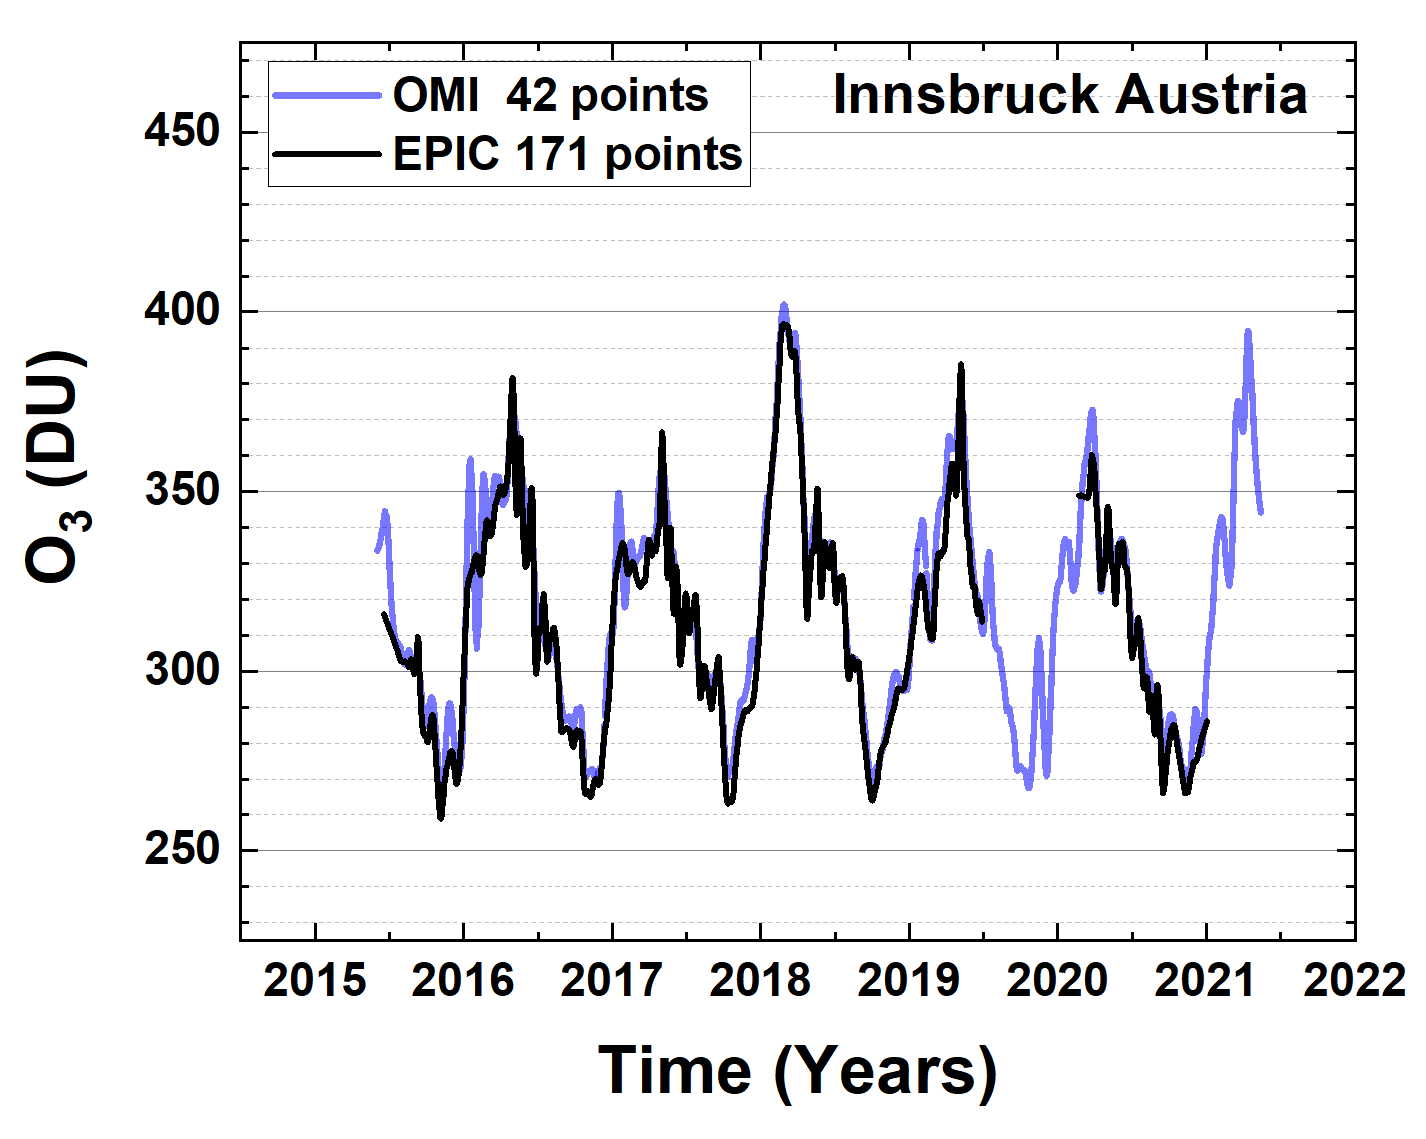 OMI  42 points
EPIC 171 points
Innsbruck Austria
450
400
350
300
250
O₃ (DU)
2015 2016 2017 2018 2019 2020 2021 2022
Time (Years)